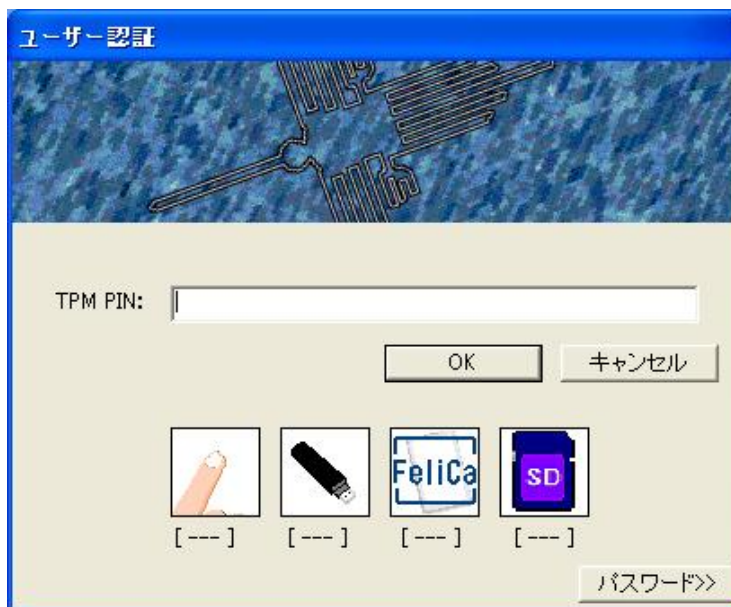 ユーザー認証
TPM PIN:
OK
キャンセル
FeliCa
SD
[---]
[---]
[---]
[---]
パスワード>>